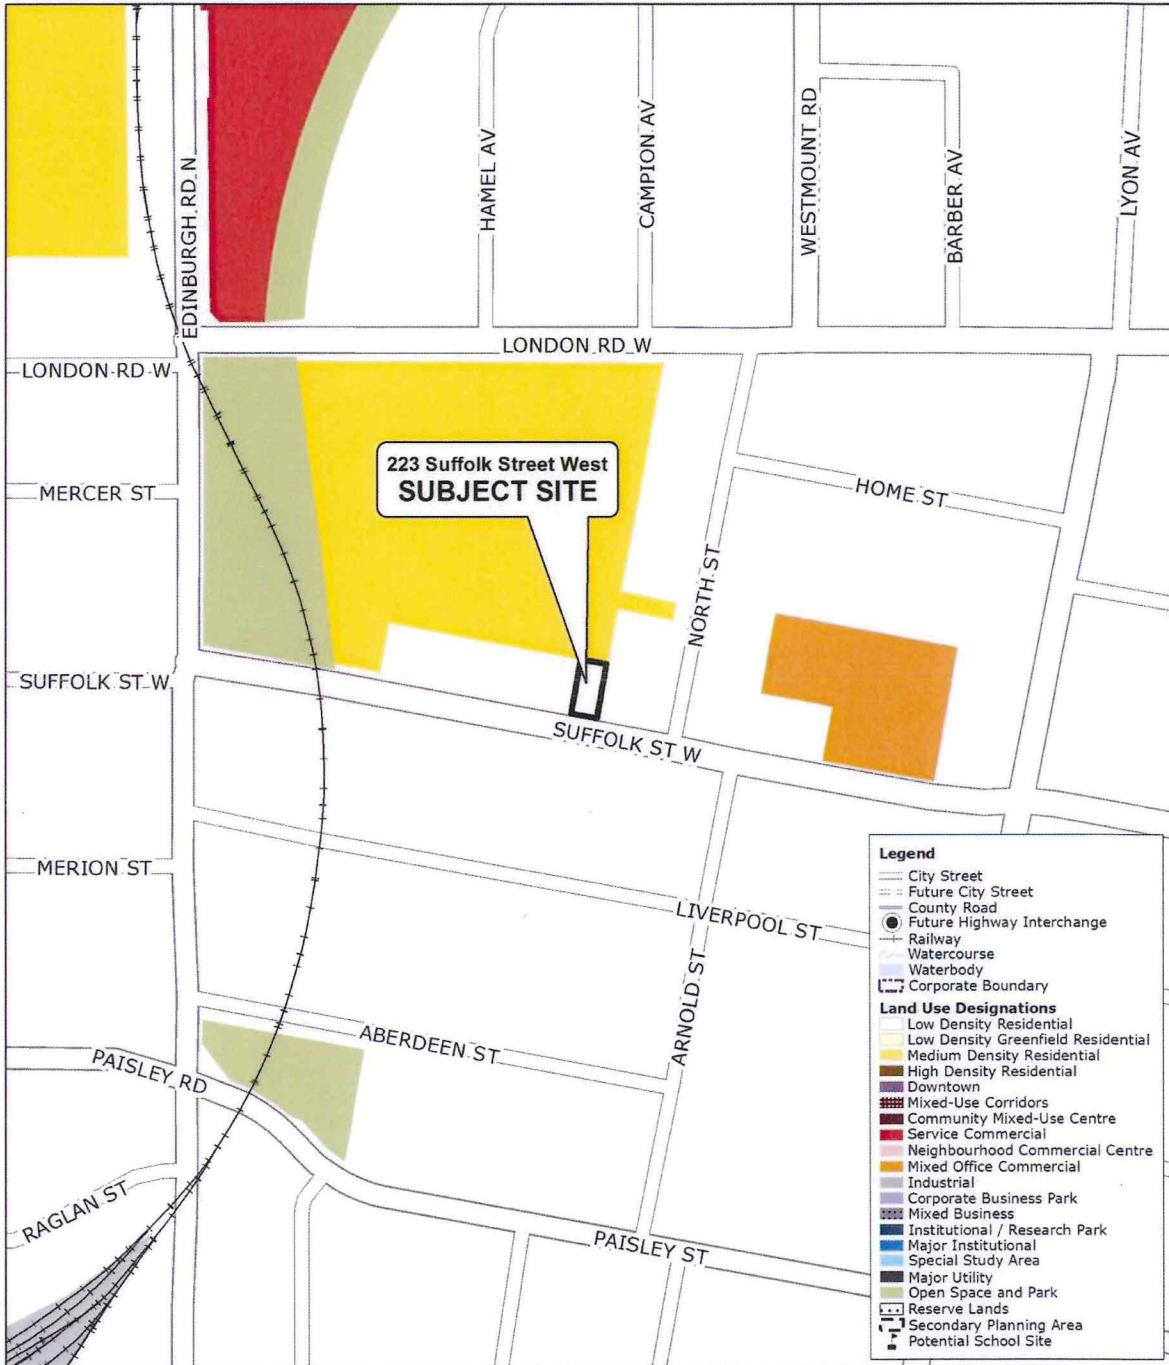 EDINBURGH RD N
HAMEL AV
CAMPION AV
WESTMOUNT RD
BARBER AV
LYON AV
LONDON RD W
LONDON RD W
223 Suffolk Street West
SUBJECT SITE
MERCER ST
HOME ST
NORTH ST
SUFFOLK ST W
SUFFOLK ST W
MERION ST
LIVERPOOL ST
ARNOLD ST
ABERDEEN ST
PAISLEY RD
RAGLAN ST
PAISLEY ST
Legend
City Street
Future City Street
County Road
Future Highway Interchange
Railway
Watercourse
Waterbody
Corporate Boundary
Land Use Designations
Low Density Residential
Low Density Greenfield Residential
Medium Density Residential
High Density Residential
Downtown
Mixed-Use Corridors
Community Mixed-Use Centre
Service Commercial
Neighbourhood Commercial Centre
Mixed Office Commercial
Industrial
Corporate Business Park
Mixed Business
Institutional / Research Park
Major Institutional
Special Study Area
Major Utility
Open Space and Park
Reserve Lands
Secondary Planning Area
Potential School Site